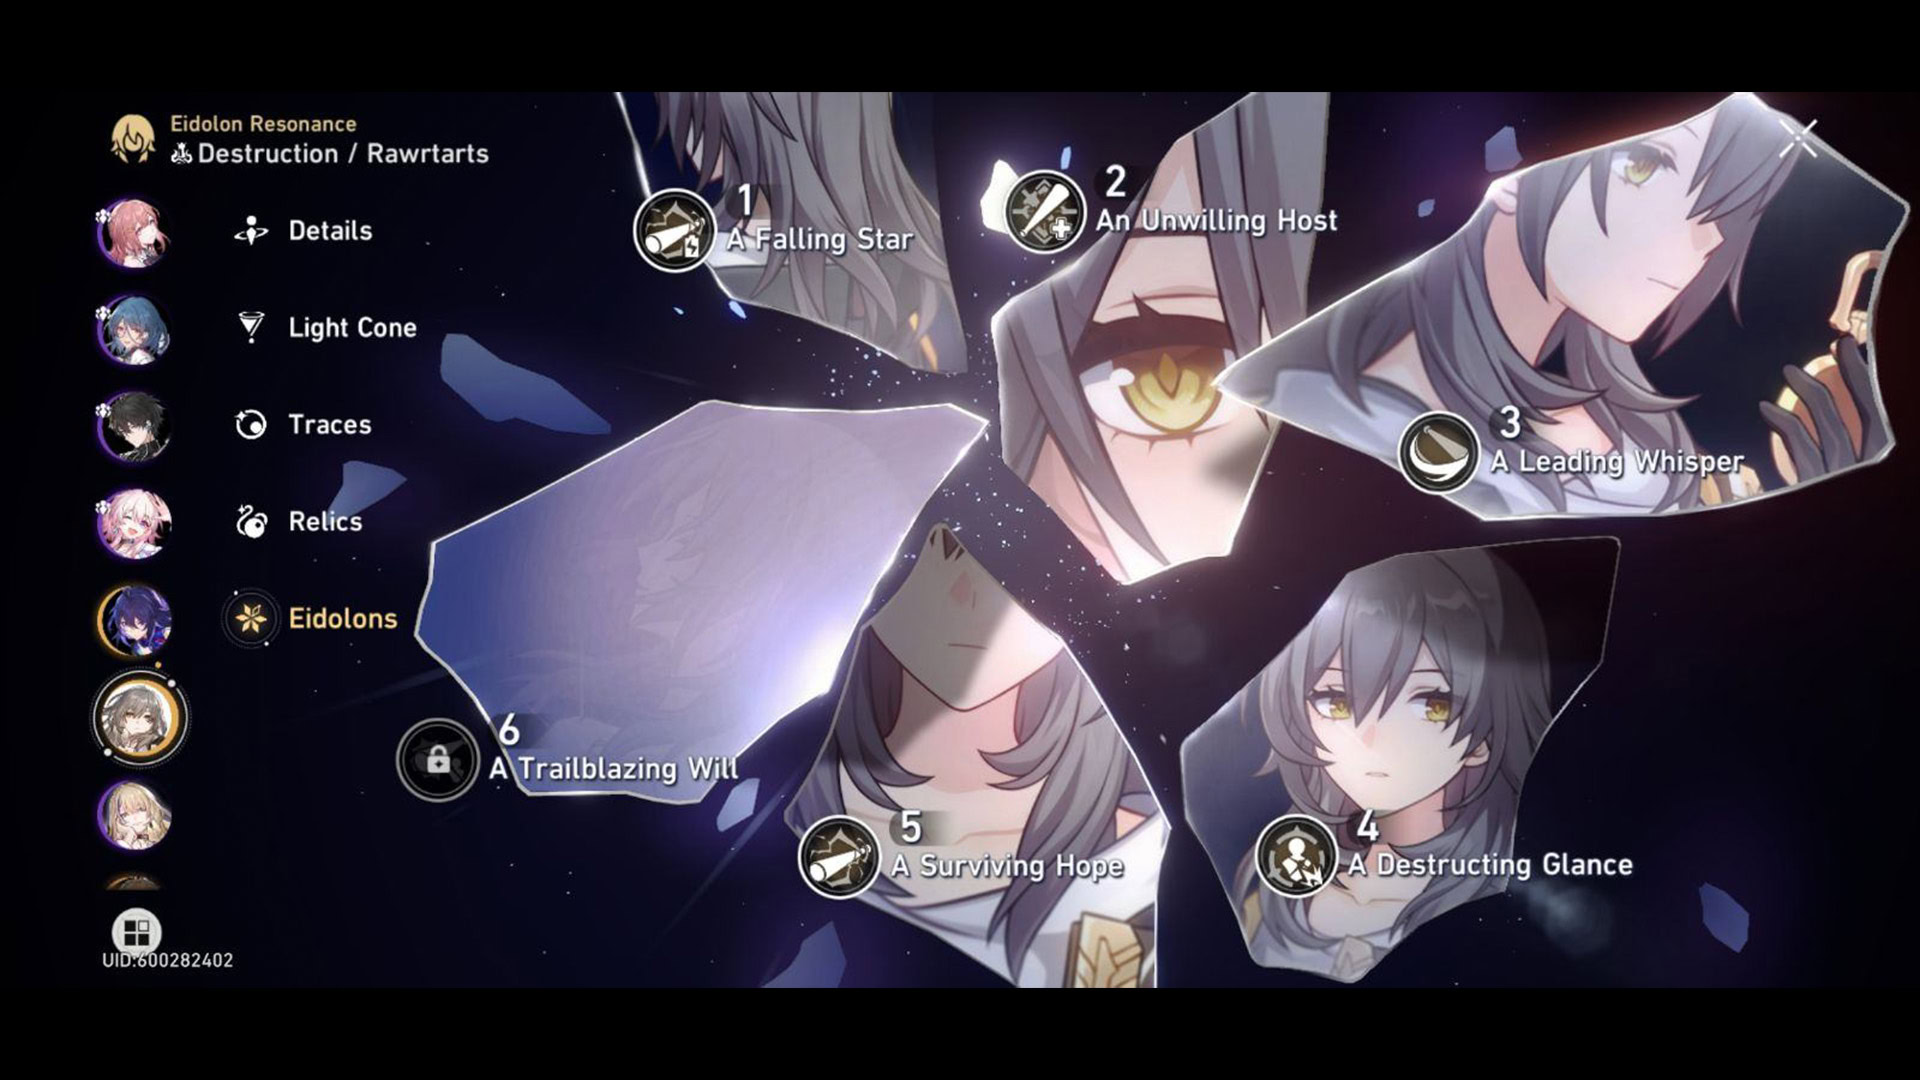 Eidolon Resonance
Destruction / Rawrtarts
Details
Light Cone
Traces
Relics
Eidolons
UID:600282402
1
A Falling Star
2
An Unwilling Host
3
A Leading Whisper
4
A Destructing Glance
5
A Surviving Hope
6
A Trailblazing Will